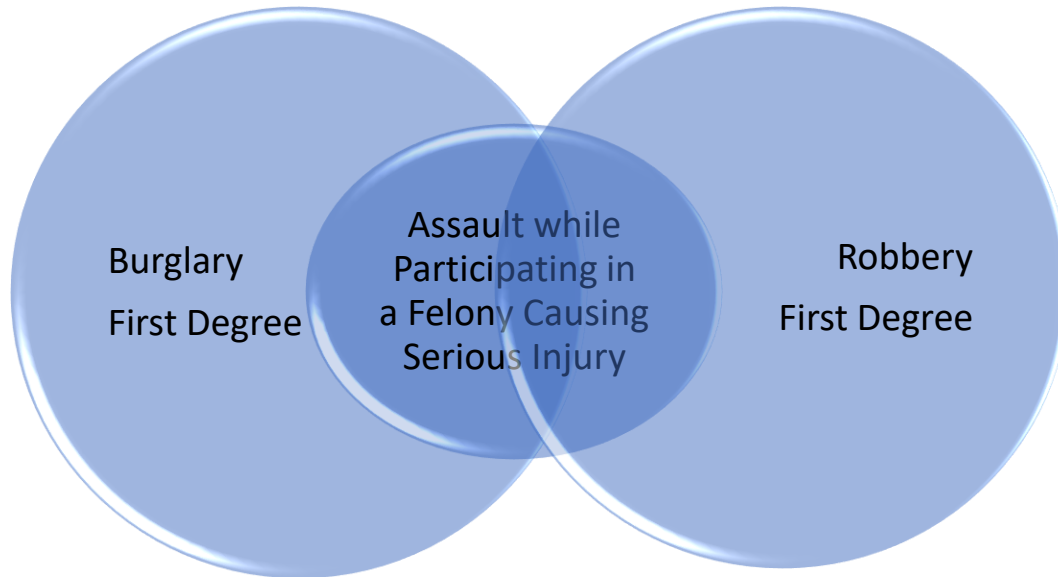 Burglary
First Degree
Assault while
Participating in
a Felony Causing
Serious Injury
Robbery
First Degree